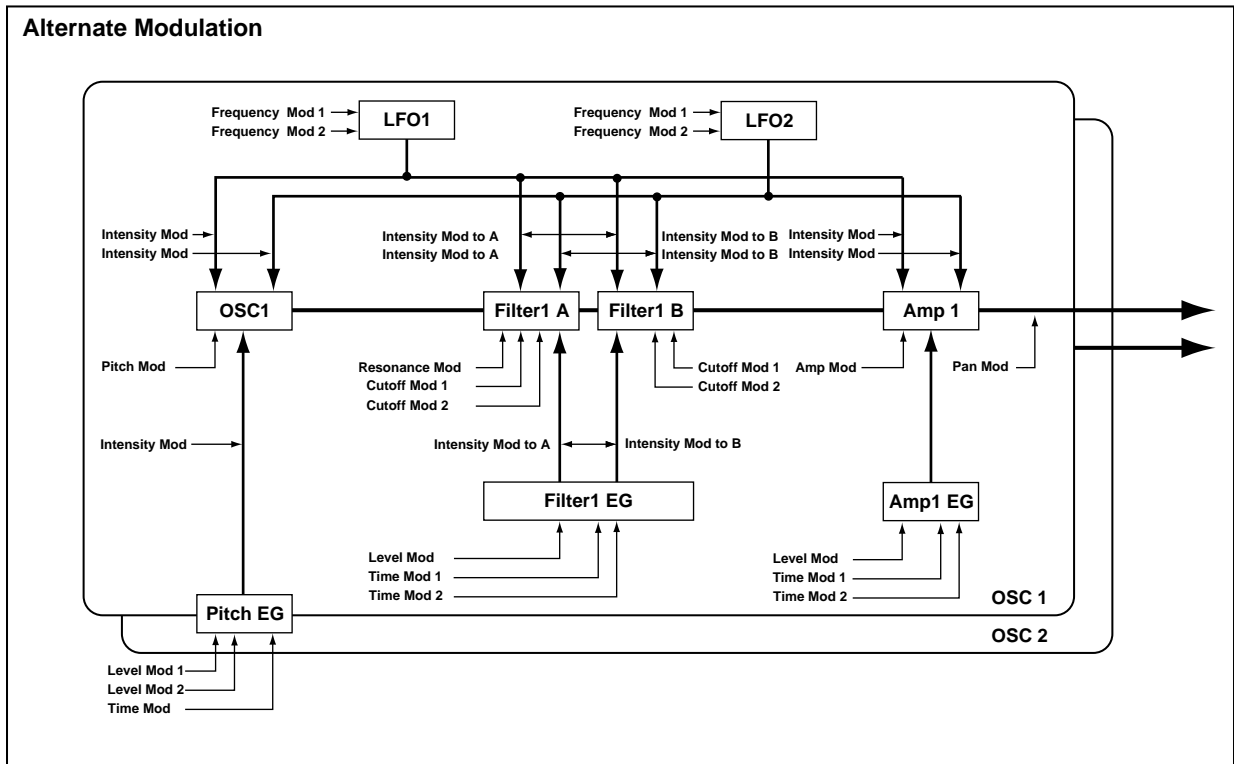 Alternate Modulation
Frequency Mod 1
Frequency Mod 2
LFO1
Frequency Mod 1
Frequency Mod 2
LFO2
Intensity Mod
Intensity Mod
Intensity Mod to A
Intensity Mod to A
Intensity Mod to B
Intensity Mod to B
Intensity Mod
Intensity Mod
OSC1
Filter1 A
Filter1 B
Amp 1
Pitch Mod
Resonance Mod
Cutoff Mod 1
Cutoff Mod 2
Cutoff Mod 1
Cutoff Mod 2
Amp Mod
Pan Mod
Intensity Mod
Intensity Mod to A
Intensity Mod to B
Filter1 EG
Amp1 EG
Level Mod
Time Mod 1
Time Mod 2
Level Mod
Time Mod 1
Time Mod 2
OSC 1
Pitch EG
OSC 2
Level Mod 1
Level Mod 2
Time Mod